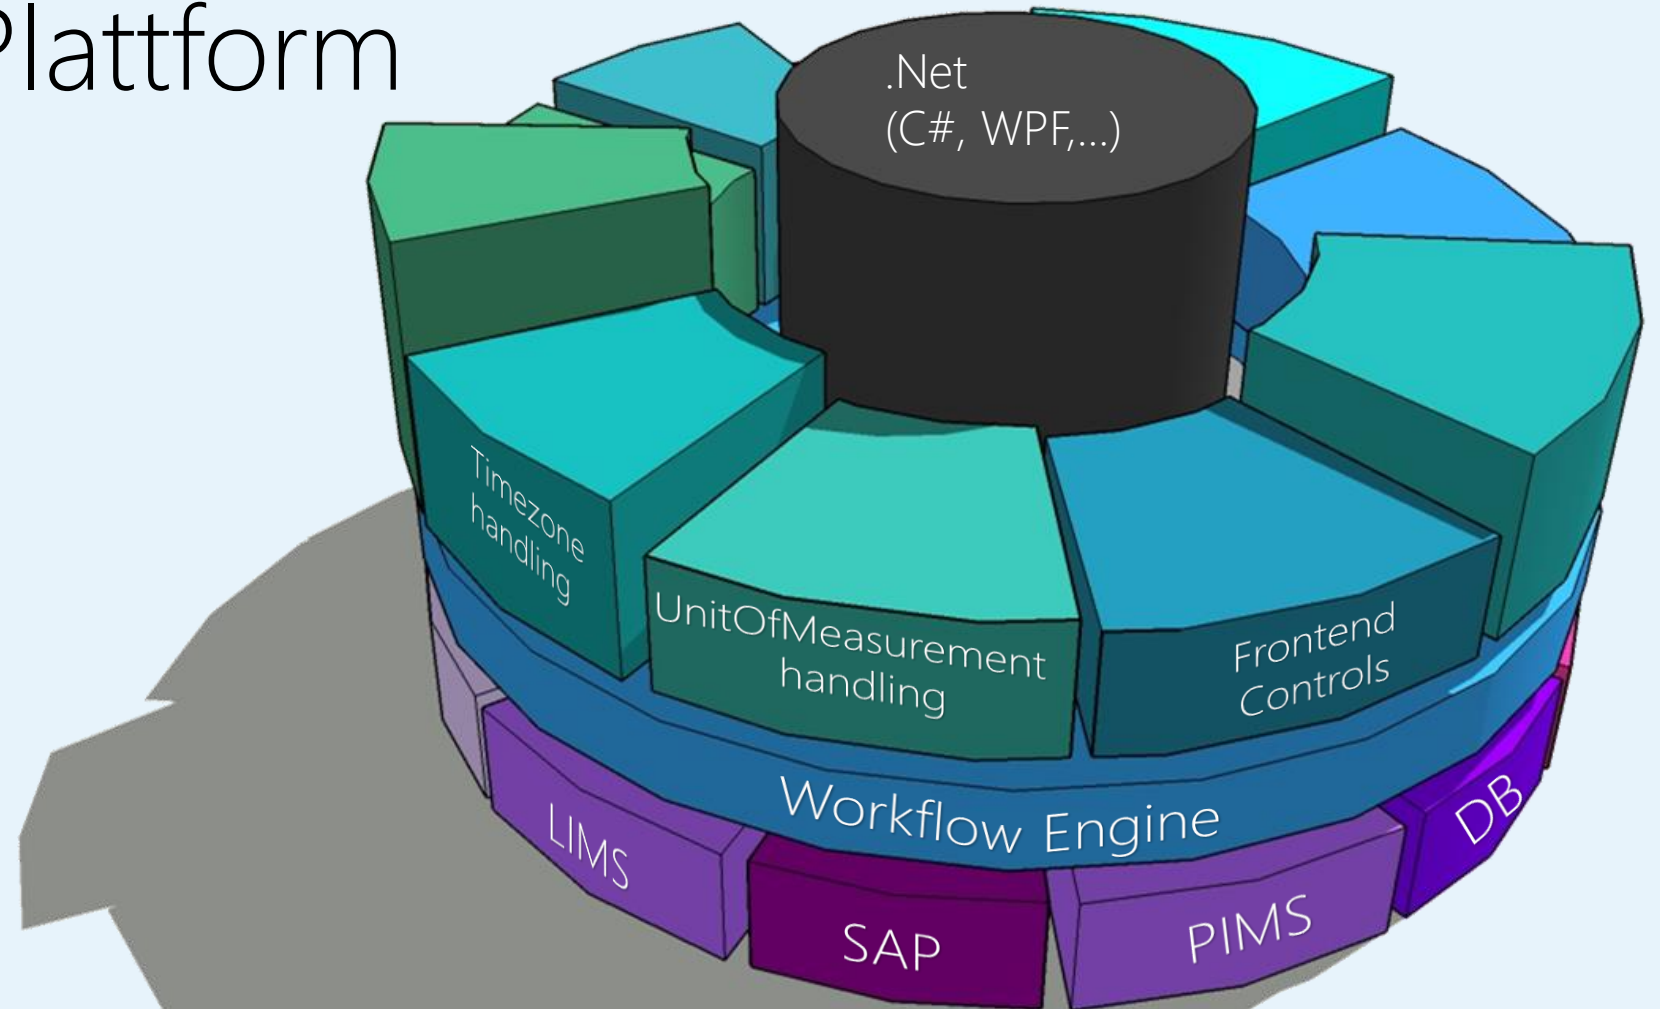 Plattform
.Net
(C#, WPF,...)
Timezone
handling
UnitOfMeasurement
handling
Frontend
Controls
Workflow Engine
LIMS
SAP
PIMS
DB